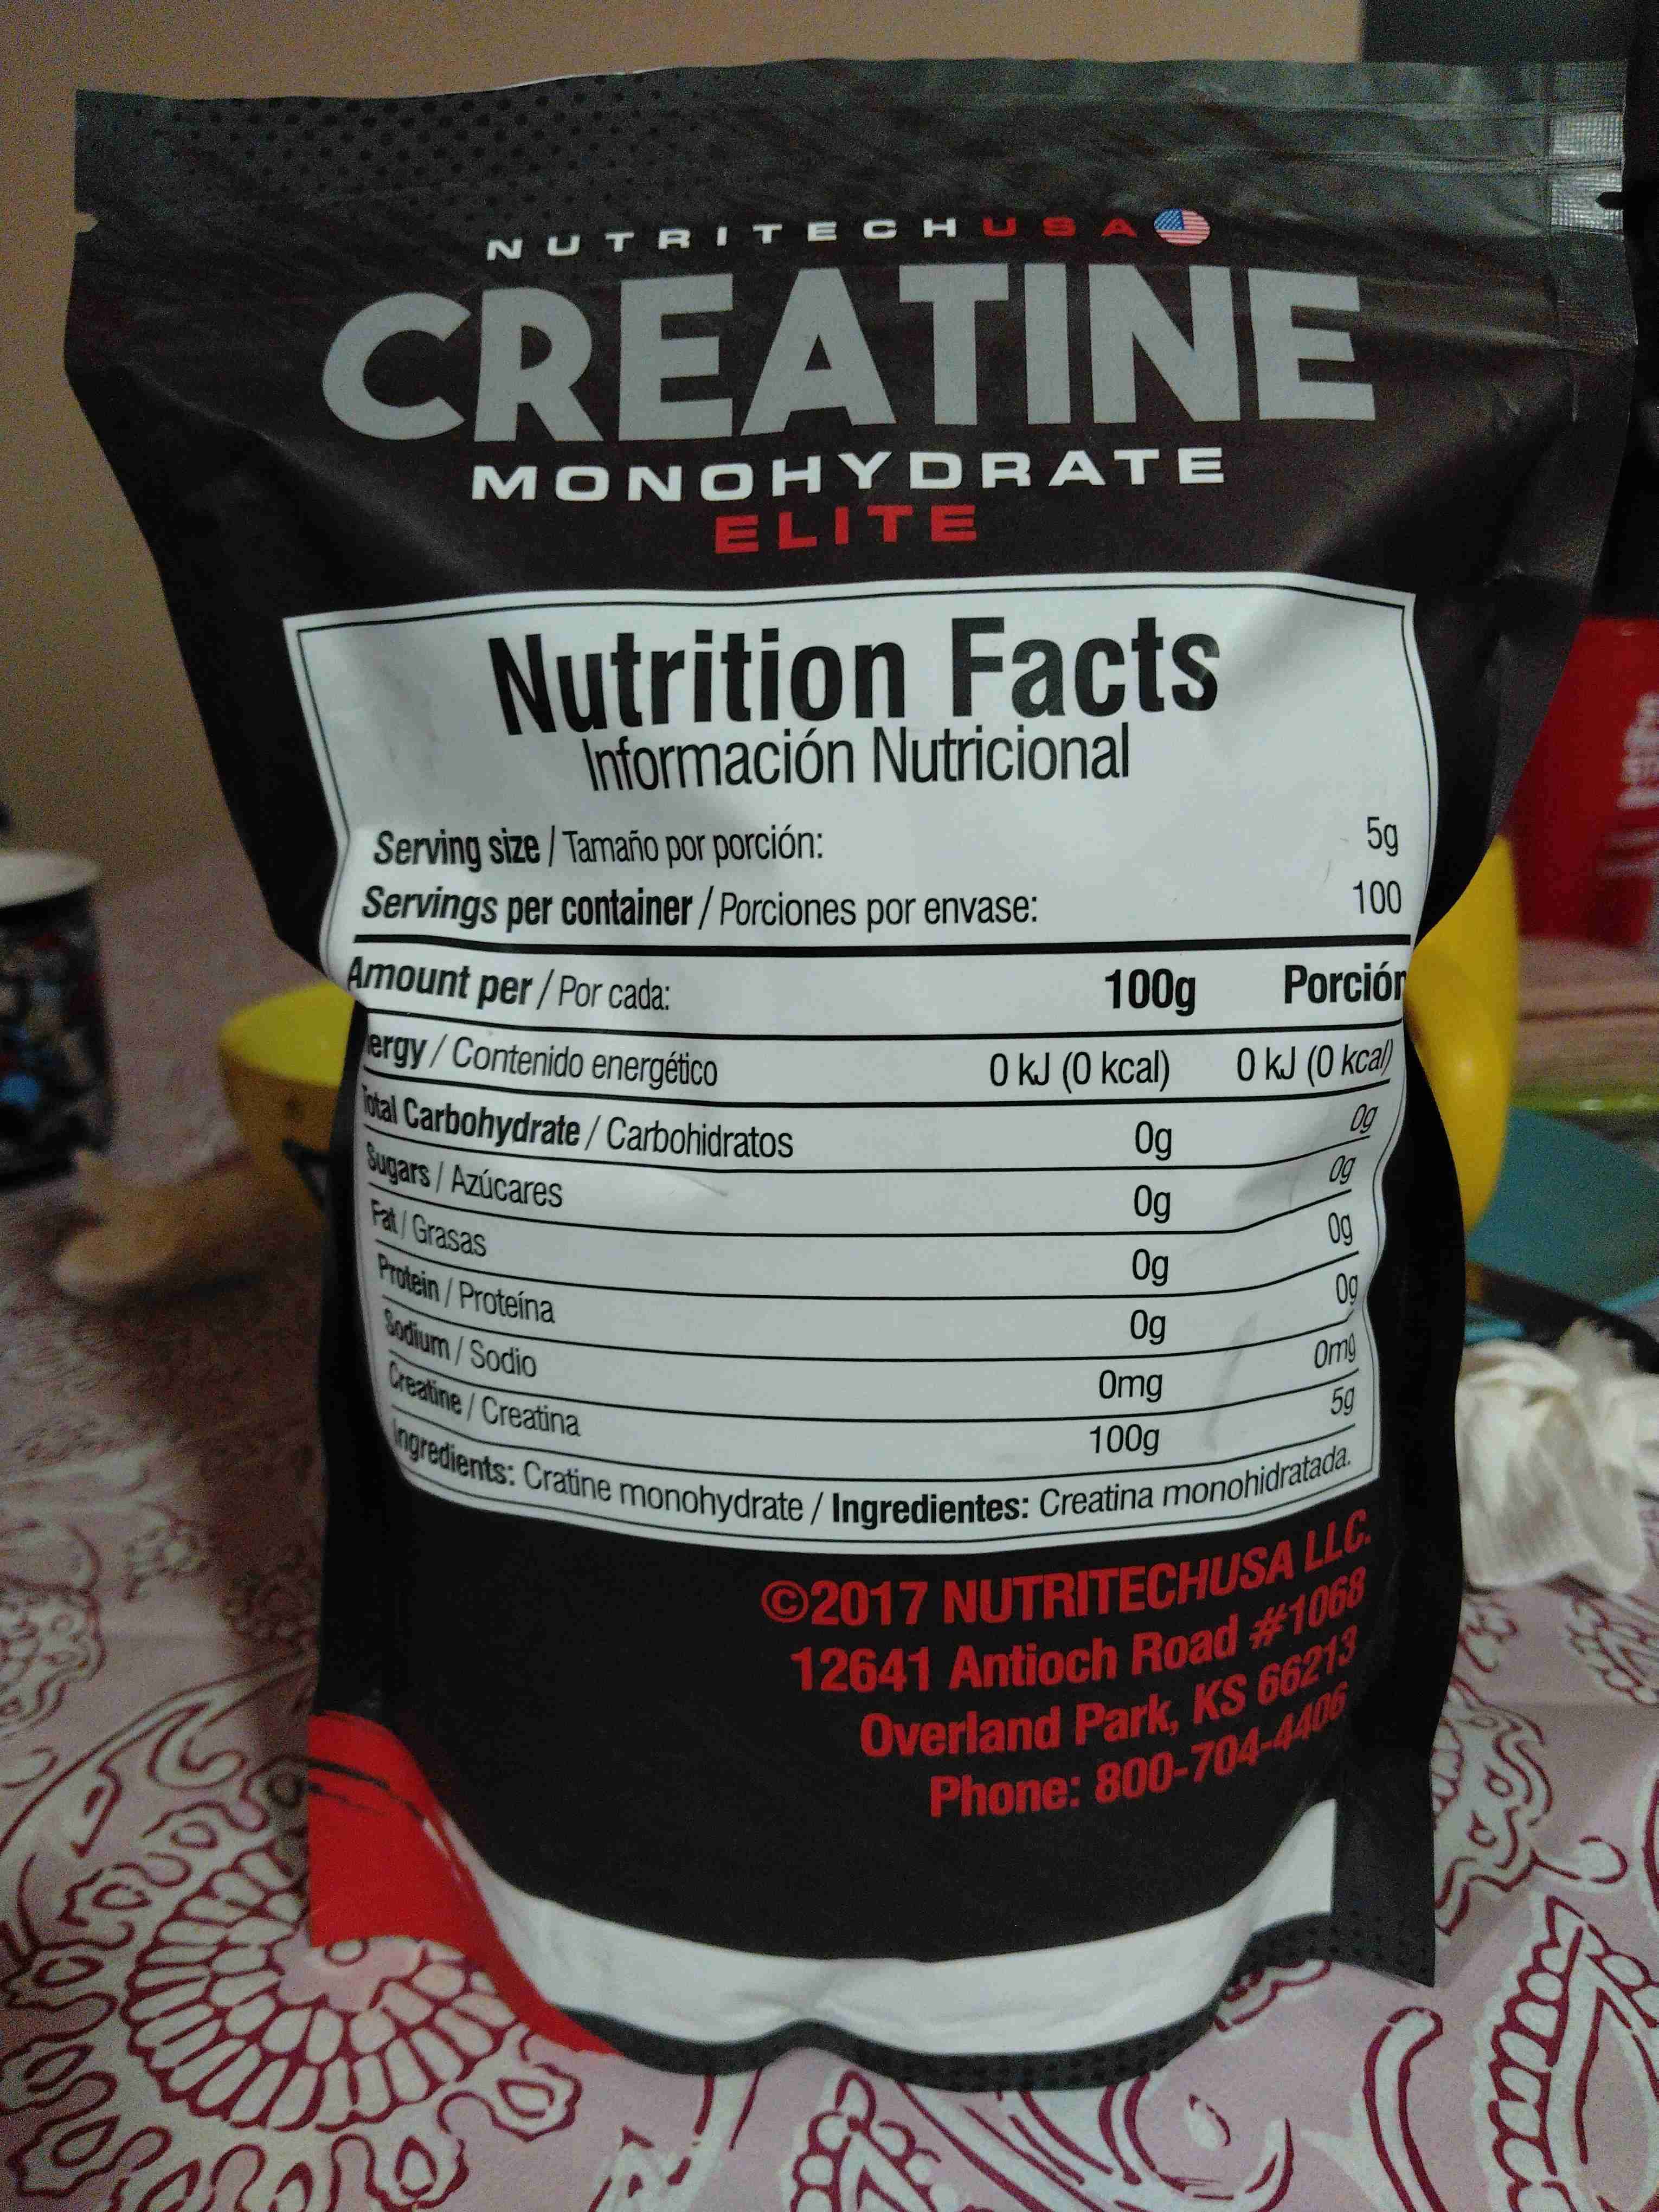 NUTRITECHUSA
CREATINE
MONOHYDRATE
ELITE
Nutrition Facts
Información Nutricional
Serving size / Tamaño por porción: 5g
Servings per container / Porciones por envase: 100
Amount per / Por cada: 100g Porción
ergy / Contenido energético 0 kJ (0 kcal) 0 kJ (0 kcal)
Total Carbohydrate / Carbohidratos 0g 0g
Sugars / Azúcares 0g 0g
Fat / Grasas 0g 0g
Protein / Proteína 0g 0g
Sodium / Sodio 0mg 0mg
Creatine / Creatina 100g 5g
Ingredients: Cratine monohydrate / Ingredientes: Creatina monohidratada.
©2017 NUTRITECHUSA LLC.
12641 Antioch Road #1068
Overland Park, KS 66213
Phone: 800-704-4406